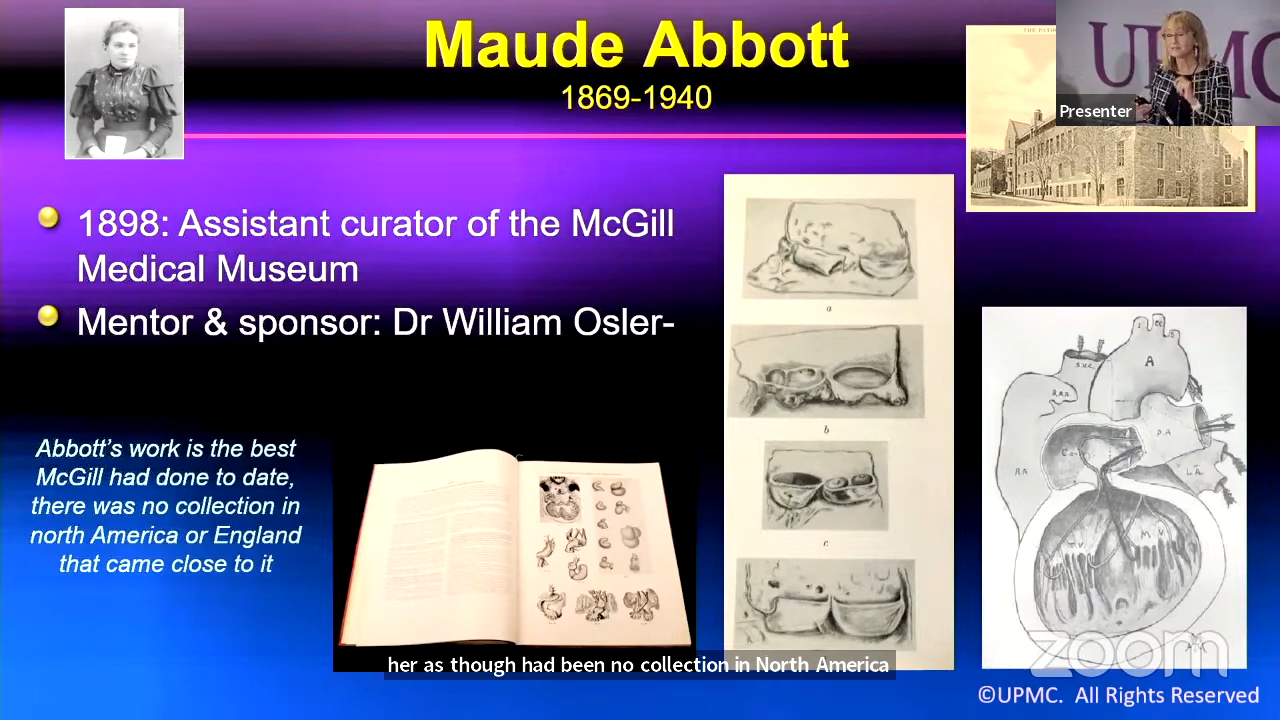 Maude Abbott
1869-1940
Presenter
1898: Assistant curator of the McGill
Medical Museum
Mentor & sponsor: Dr William Osler-
Abbott's work is the best
McGill had done to date,
there was no collection in
north America or England
that came close to it
a
b
c
S.V.C.
A
R.A.A.
P.A.
Co.
R.A
L.A.
T.V.
M.V.
her as though had been no collection in North America
zoom
©UPMC. All Rights Reserved